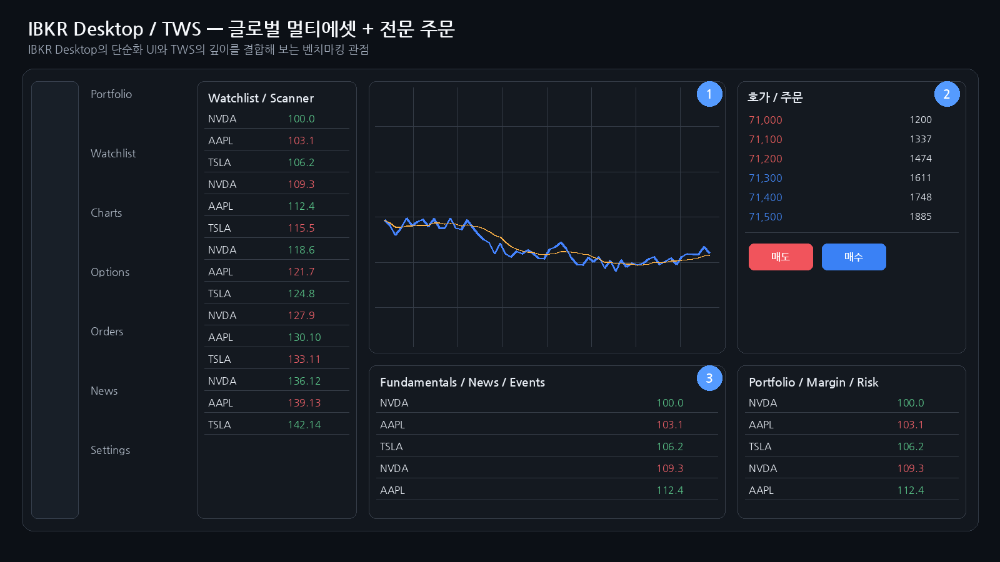 IBKR Desktop / TWS — 글로벌 멀티에셋 + 전문 주문
IBKR Desktop의 단순화 UI와 TWS의 깊이를 결합해 보는 벤치마킹 관점
Portfolio
Watchlist
Charts
Options
Orders
News
Settings
Watchlist / Scanner
NVDA 100.0
AAPL 103.1
TSLA 106.2
NVDA 109.3
AAPL 112.4
TSLA 115.5
NVDA 118.6
AAPL 121.7
TSLA 124.8
NVDA 127.9
AAPL 130.10
TSLA 133.11
NVDA 136.12
AAPL 139.13
TSLA 142.14
1
호가 / 주문
2
71,000 1200
71,100 1337
71,200 1474
71,300 1611
71,400 1748
71,500 1885
매도 매수
Fundamentals / News / Events
3
NVDA 100.0
AAPL 103.1
TSLA 106.2
NVDA 109.3
AAPL 112.4
Portfolio / Margin / Risk
NVDA 100.0
AAPL 103.1
TSLA 106.2
NVDA 109.3
AAPL 112.4